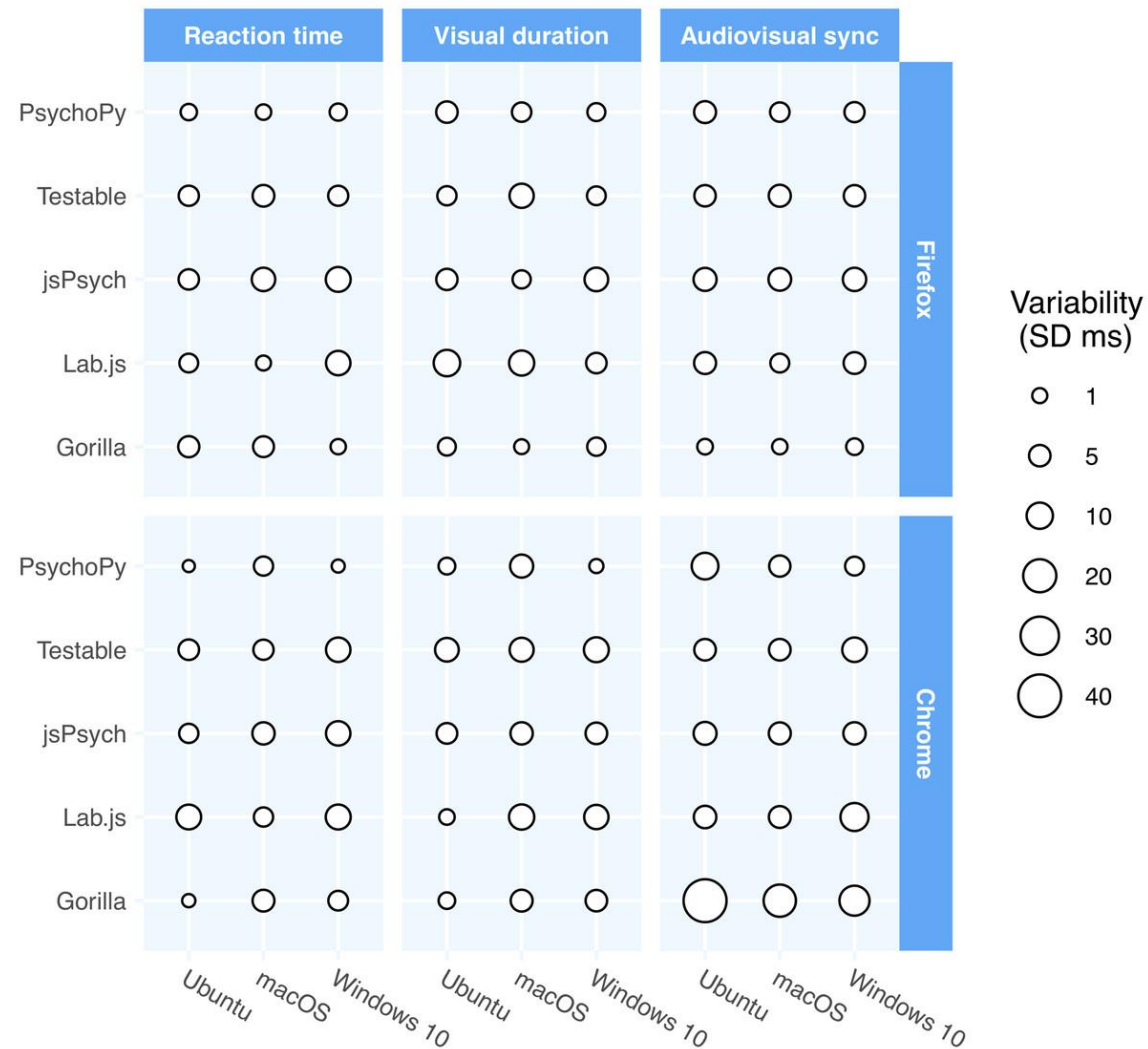 Reaction time
Visual duration
Audiovisual sync
PsychoPy
Testable
jsPsych
Lab.js
Gorilla
Firefox
PsychoPy
Testable
jsPsych
Lab.js
Gorilla
Chrome
Ubuntu
macOS
Windows 10
Ubuntu
macOS
Windows 10
Ubuntu
macOS
Windows 10
Variability
(SD ms)
1
5
10
20
30
40